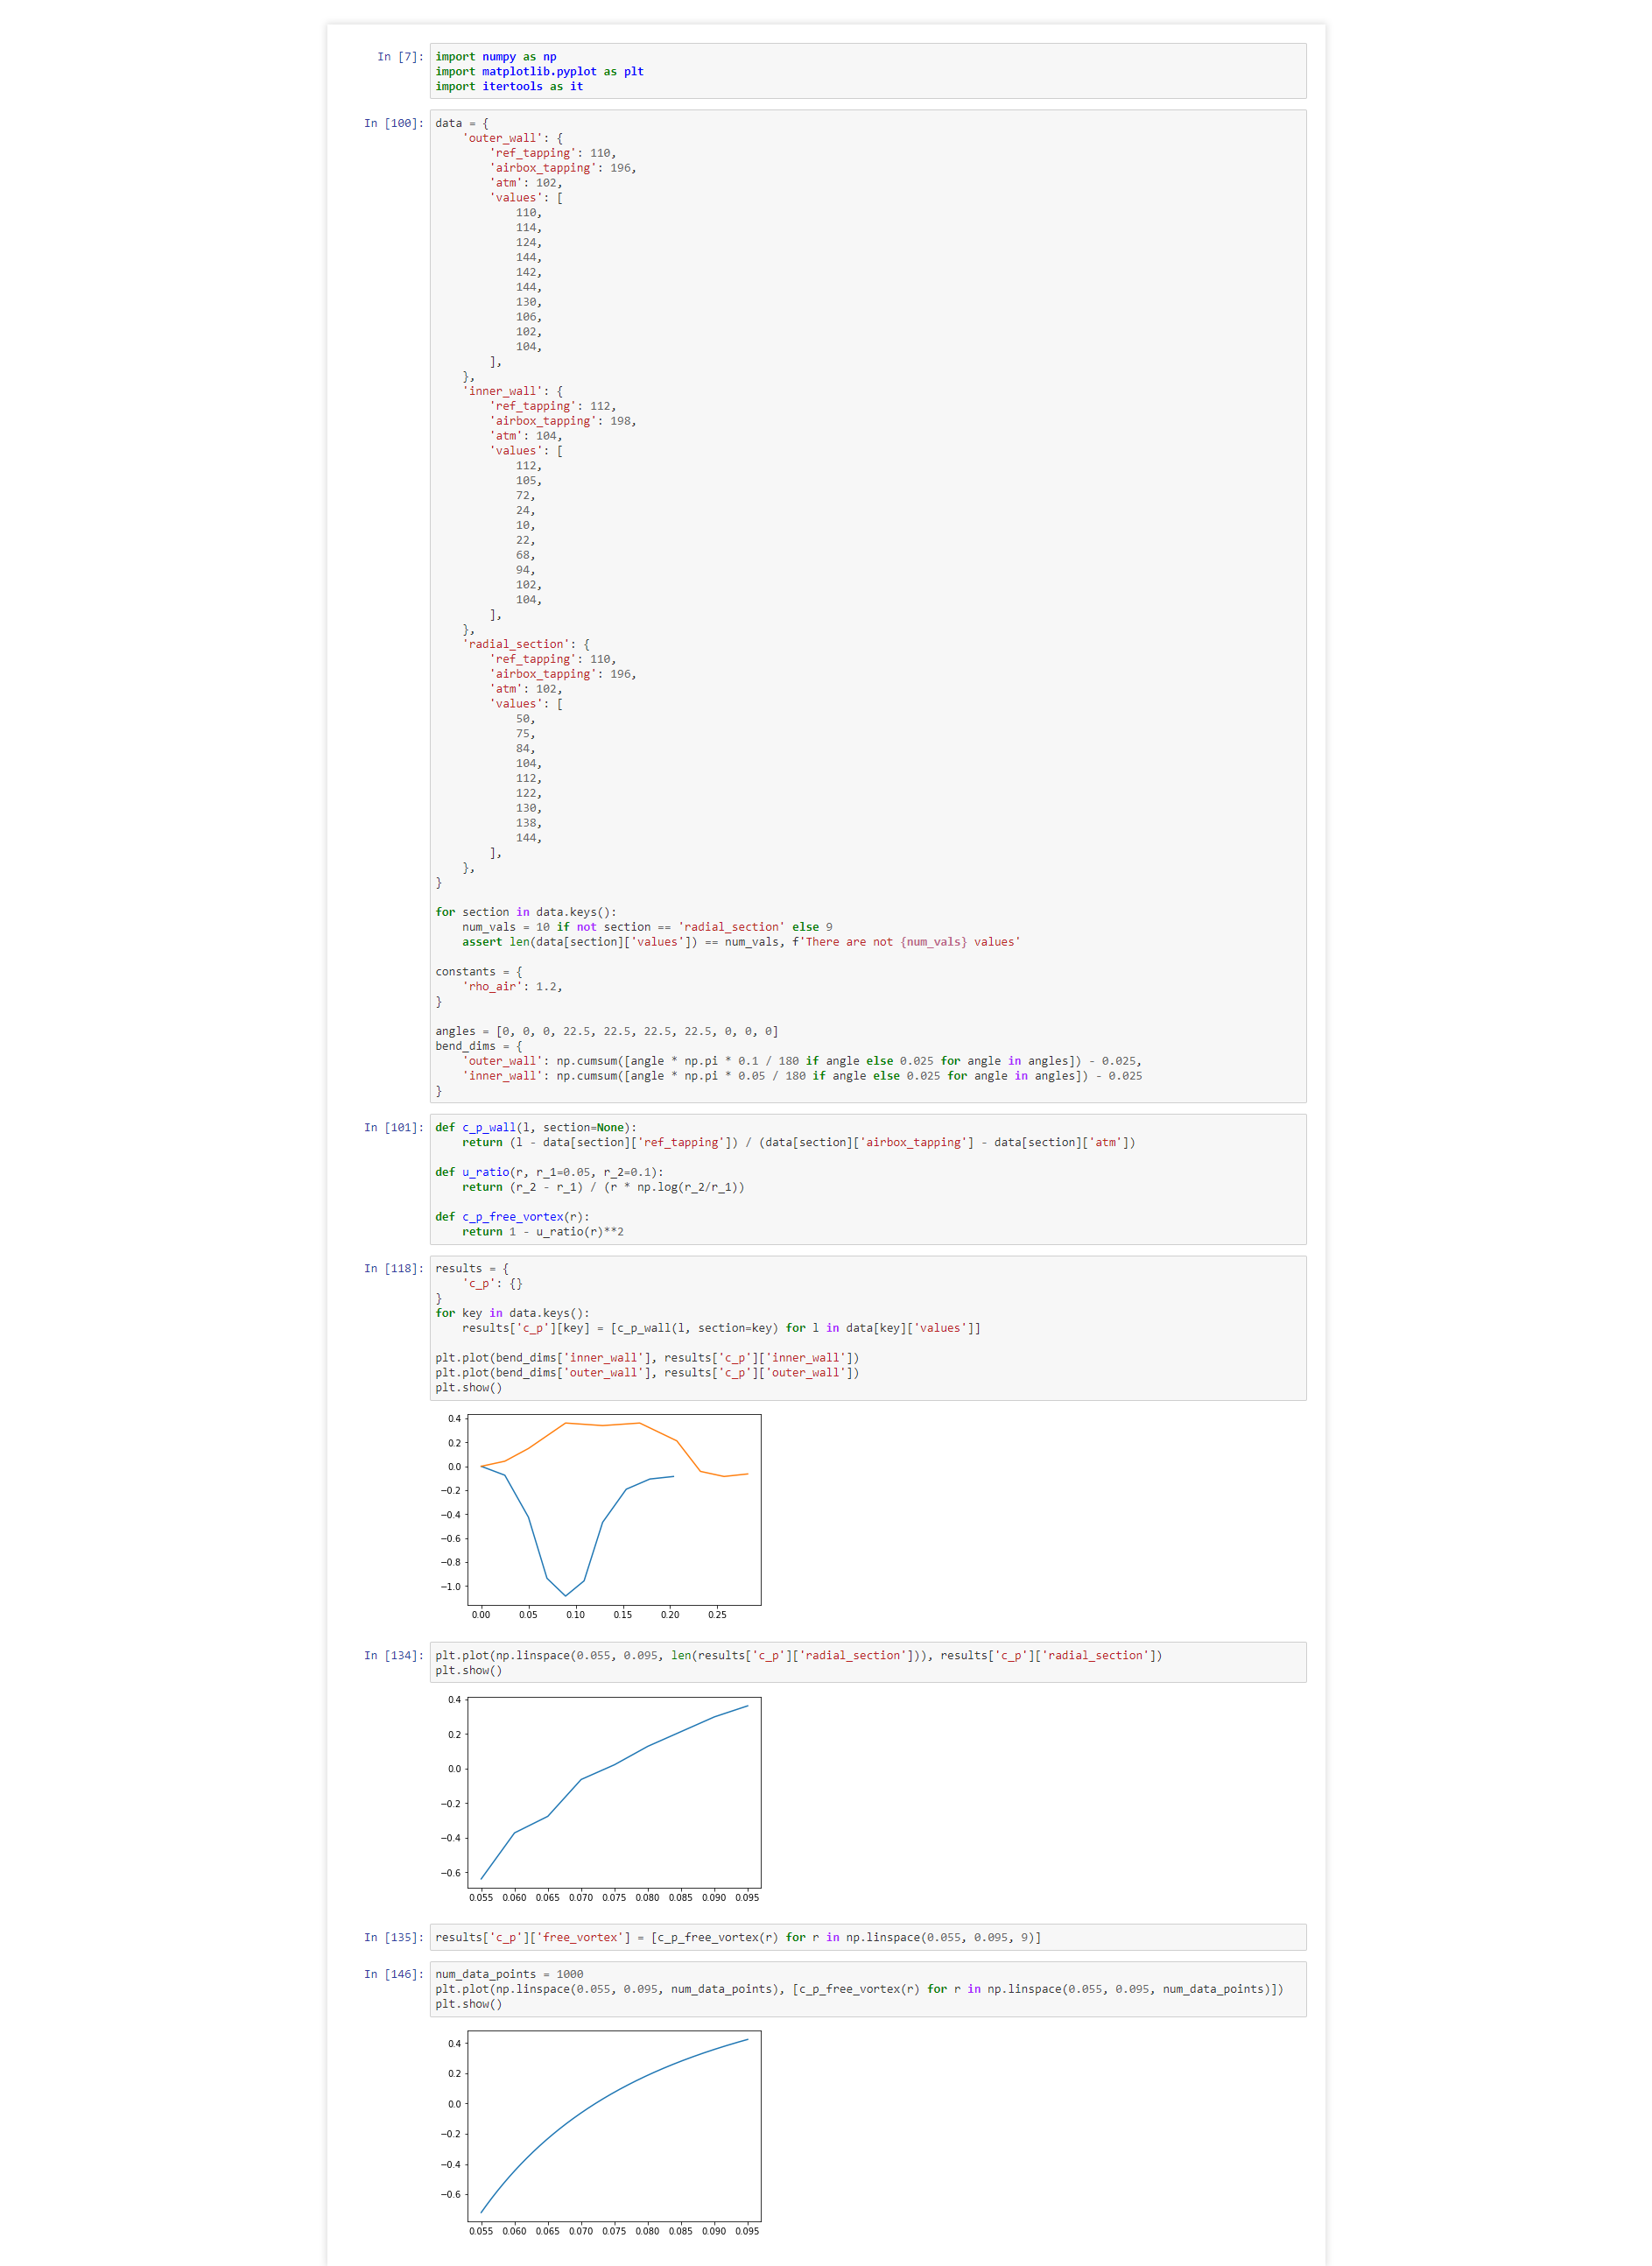 In [7]: import numpy as np
import matplotlib.pyplot as plt
import itertools as it
In [100]: data = {
    'outer_wall': {
        'ref_tapping': 110,
        'airbox_tapping': 196,
        'atm': 102,
        'values': [
            110,
            114,
            124,
            144,
            142,
            144,
            130,
            106,
            102,
            104,
        ],
    },
    'inner_wall': {
        'ref_tapping': 112,
        'airbox_tapping': 198,
        'atm': 104,
        'values': [
            112,
            105,
            72,
            24,
            10,
            22,
            68,
            94,
            102,
            104,
        ],
    },
    'radial_section': {
        'ref_tapping': 110,
        'airbox_tapping': 196,
        'atm': 102,
        'values': [
            50,
            75,
            84,
            104,
            112,
            122,
            130,
            138,
            144,
        ],
    },
}
for section in data.keys():
    num_vals = 10 if not section == 'radial_section' else 9
    assert len(data[section]['values']) == num_vals, f'There are not {num_vals} values'
constants = {
    'rho_air': 1.2,
}
angles = [0, 0, 0, 22.5, 22.5, 22.5, 22.5, 0, 0, 0]
bend_dims = {
    'outer_wall': np.cumsum([angle * np.pi * 0.1 / 180 if angle else 0.025 for angle in angles]) - 0.025,
    'inner_wall': np.cumsum([angle * np.pi * 0.05 / 180 if angle else 0.025 for angle in angles]) - 0.025
}
In [101]: def c_p_wall(l, section=None):
    return (l - data[section]['ref_tapping']) / (data[section]['airbox_tapping'] - data[section]['atm'])
def u_ratio(r, r_1=0.05, r_2=0.1):
    return (r_2 - r_1) / (r * np.log(r_2/r_1))
def c_p_free_vortex(r):
    return 1 - u_ratio(r)**2
In [118]: results = {
    'c_p': {}
}
for key in data.keys():
    results['c_p'][key] = [c_p_wall(l, section=key) for l in data[key]['values']]
plt.plot(bend_dims['inner_wall'], results['c_p']['inner_wall'])
plt.plot(bend_dims['outer_wall'], results['c_p']['outer_wall'])
plt.show()
0.4
0.2
0.0
−0.2
−0.4
−0.6
−0.8
−1.0
0.00 0.05 0.10 0.15 0.20 0.25
In [134]: plt.plot(np.linspace(0.055, 0.095, len(results['c_p']['radial_section'])), results['c_p']['radial_section'])
plt.show()
0.4
0.2
0.0
−0.2
−0.4
−0.6
0.055 0.060 0.065 0.070 0.075 0.080 0.085 0.090 0.095
In [135]: results['c_p']['free_vortex'] = [c_p_free_vortex(r) for r in np.linspace(0.055, 0.095, 9)]
In [146]: num_data_points = 1000
plt.plot(np.linspace(0.055, 0.095, num_data_points), [c_p_free_vortex(r) for r in np.linspace(0.055, 0.095, num_data_points)])
plt.show()
0.4
0.2
0.0
−0.2
−0.4
−0.6
0.055 0.060 0.065 0.070 0.075 0.080 0.085 0.090 0.095